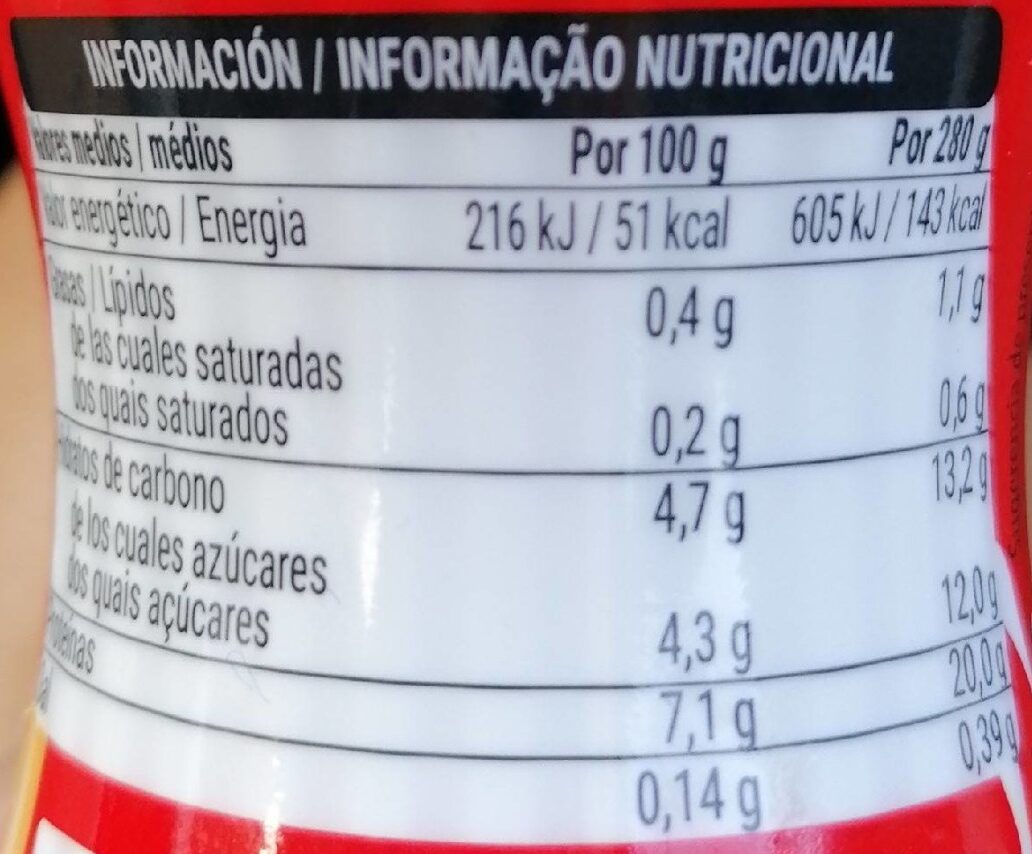 INFORMACIÓN / INFORMAÇÃO NUTRICIONAL
medios / médios Por 100 g Por 280 g
energético / Energia 216 kJ / 51 kcal 605 kJ / 143 kcal
/ Lípidos 0,4 g 1,1 g
de las cuales saturadas
dos quais saturados 0,2 g 0,6 g
de carbono 4,7 g 13,2 g
de los cuales azúcares
dos quais açúcares 4,3 g 12,0 g
7,1 g 20,0 g
0,14 g 0,39 g